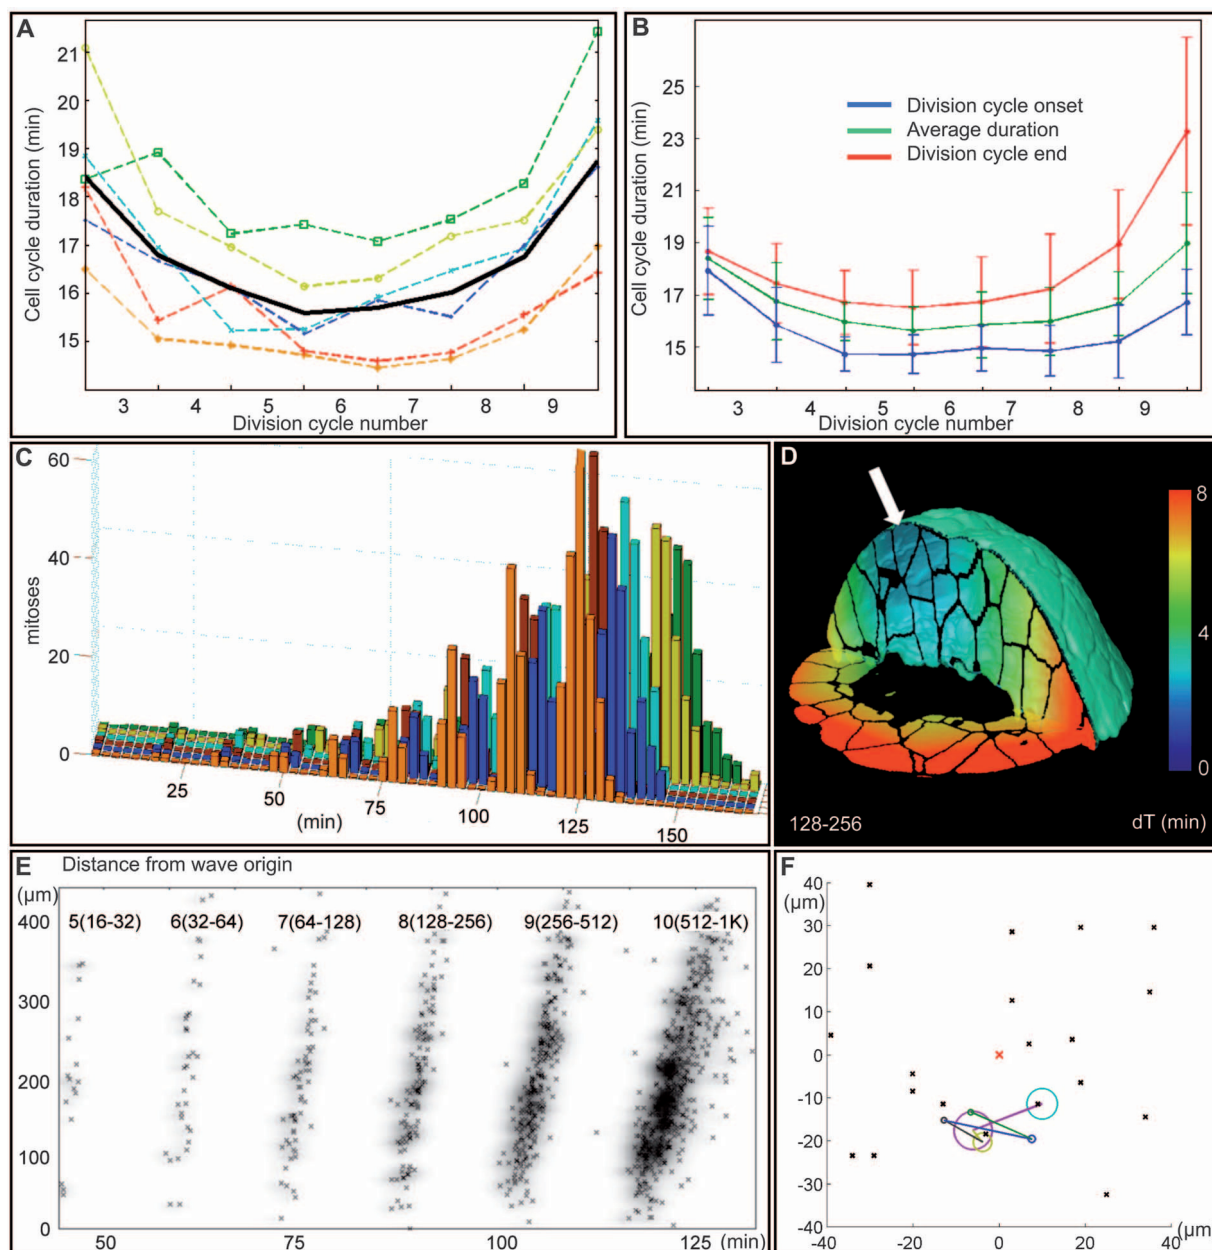 A
Cell cycle duration (min)
21
20
19
18
17
16
15
3 4 5 6 7 8 9
Division cycle number
B
Cell cycle duration (min)
25
23
21
19
17
15
Division cycle onset
Average duration
Division cycle end
3 4 5 6 7 8 9
Division cycle number
C
mitoses
60
40
20
0
25
50
75
100
125
150
(min)
D
8
4
0
128-256
dT (min)
E
Distance from wave origin
(µm)
400
300
200
100
0
5(16-32) 6(32-64) 7(64-128) 8(128-256) 9(256-512) 10(512-1K)
50 75 100 125 (min)
F
(µm)
40
30
20
10
0
-10
-20
-30
-40
-40 -20 0 20 40
(µm)